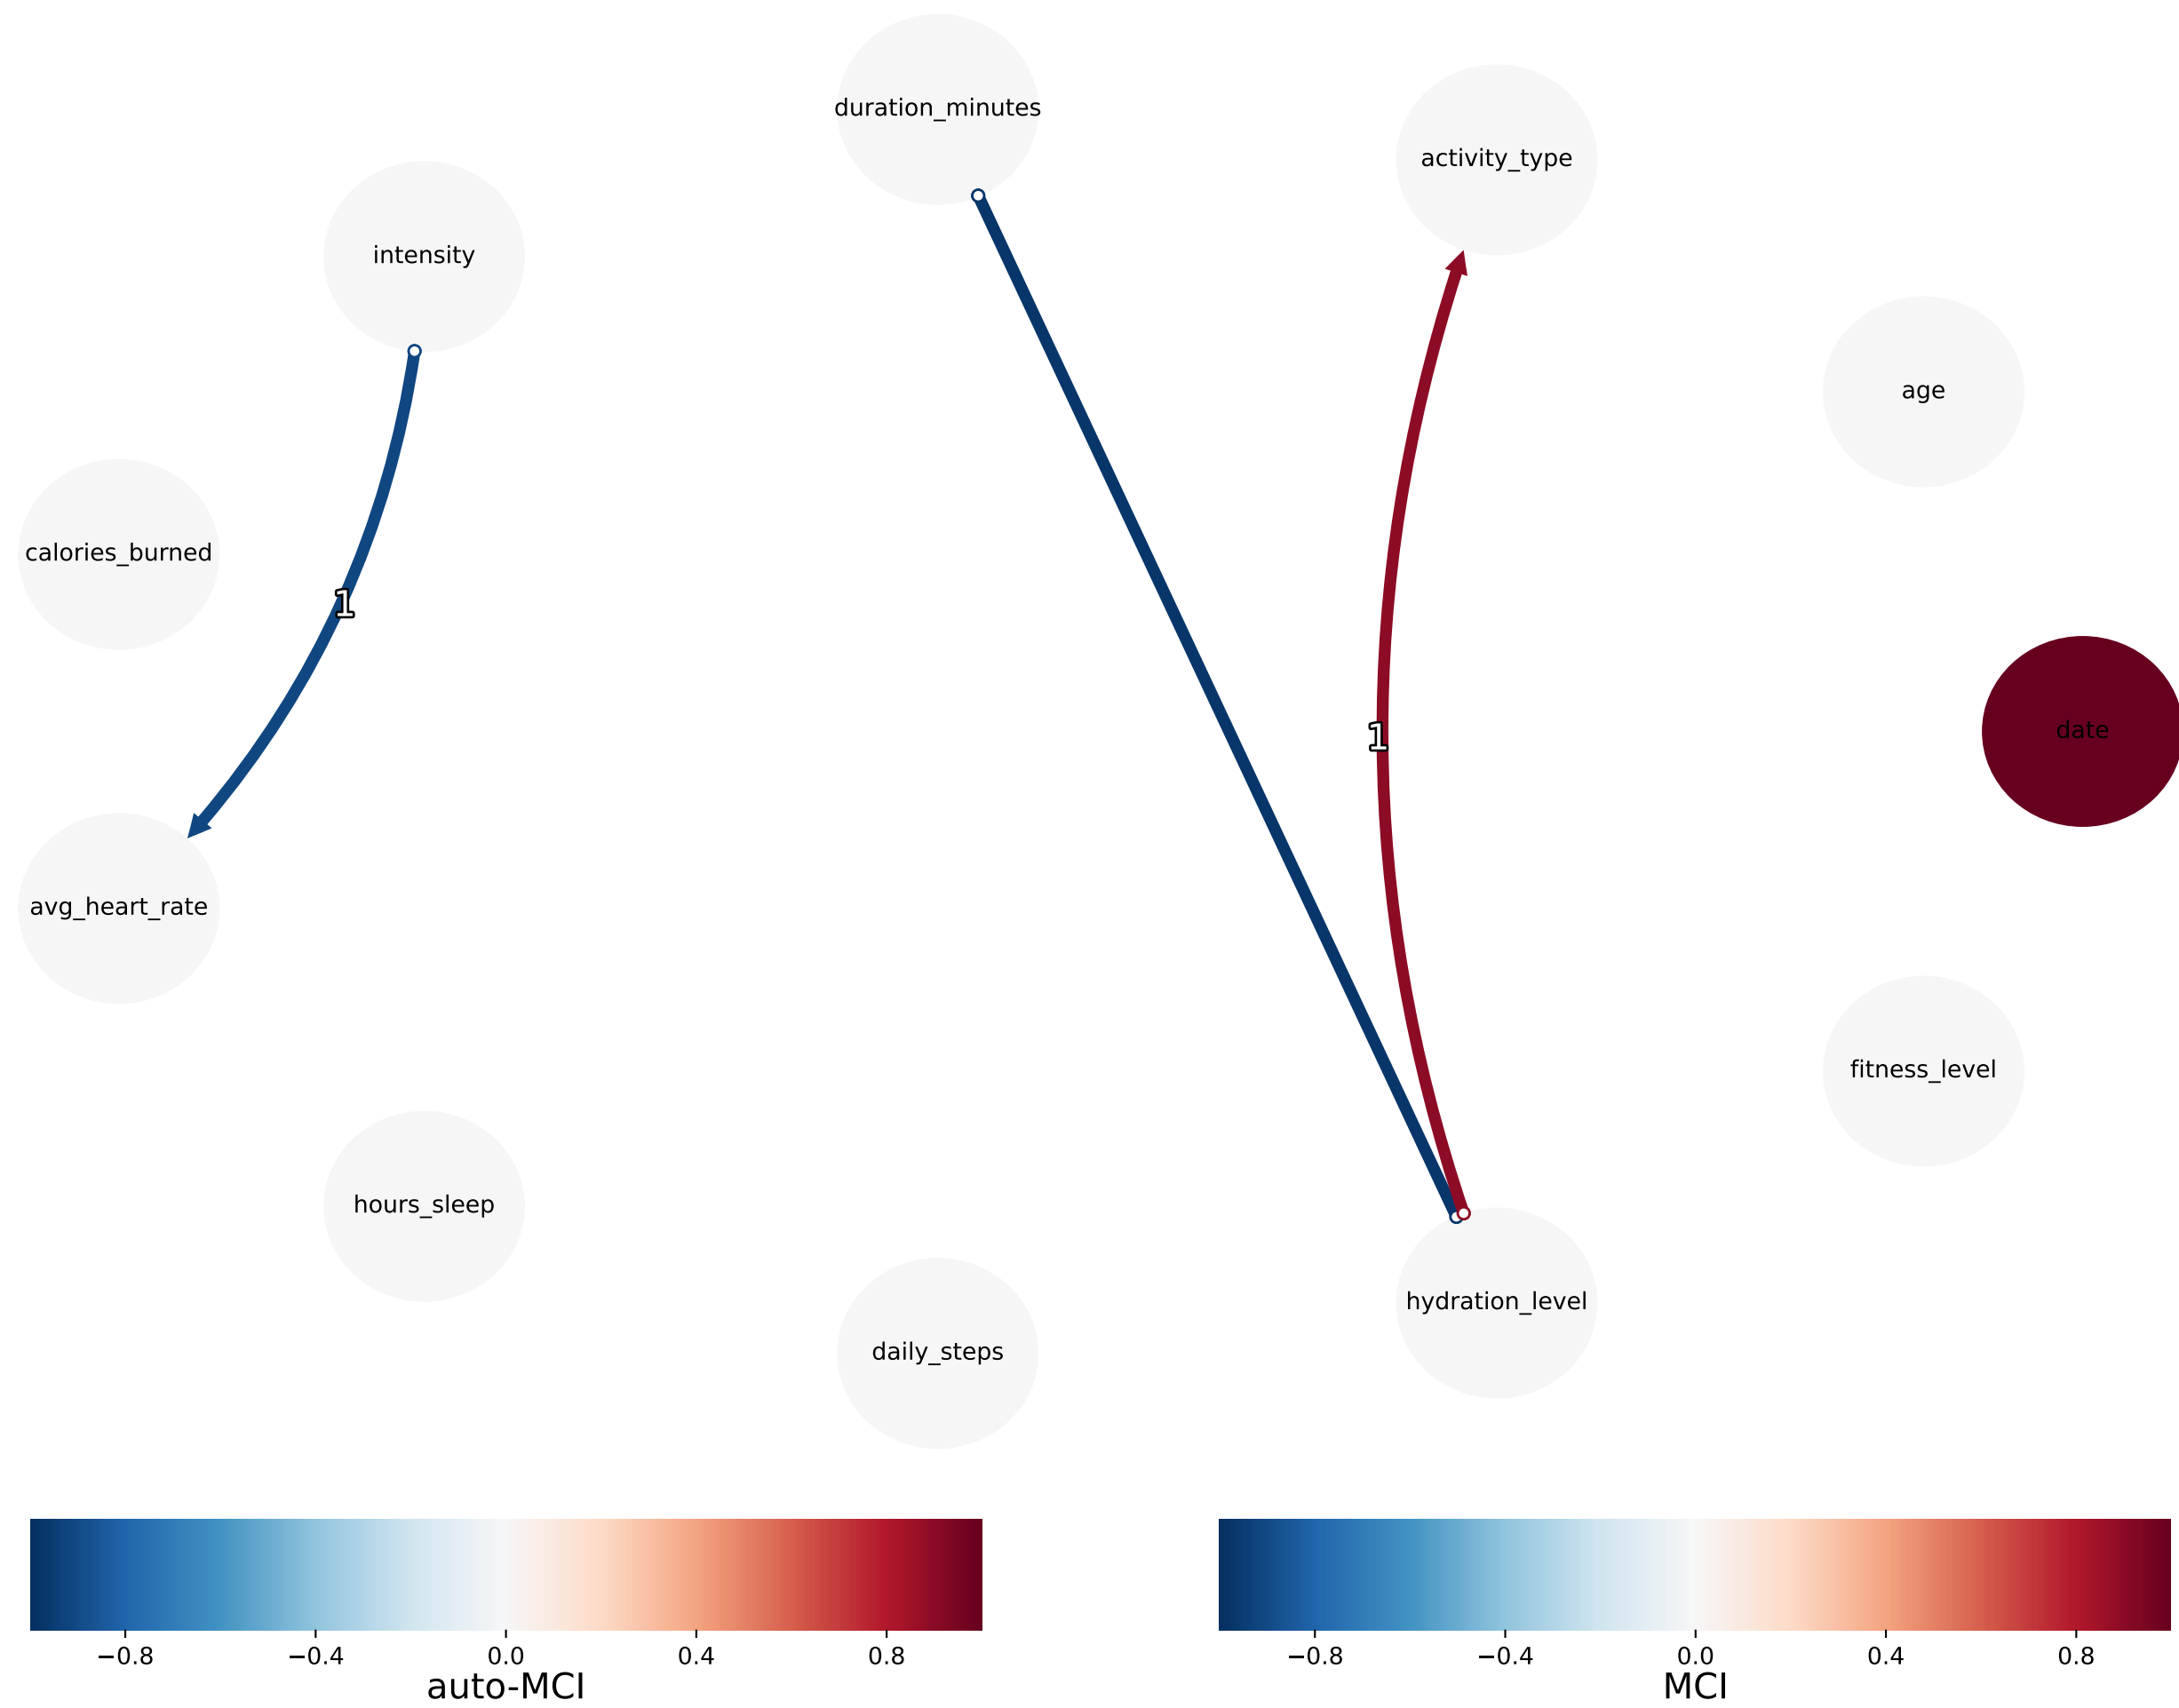 duration_minutes
activity_type
intensity
age
calories_burned
1
date
1
avg_heart_rate
fitness_level
hours_sleep
hydration_level
daily_steps
−0.8 −0.4 0.0 0.4 0.8
auto-MCI
−0.8 −0.4 0.0 0.4 0.8
MCI